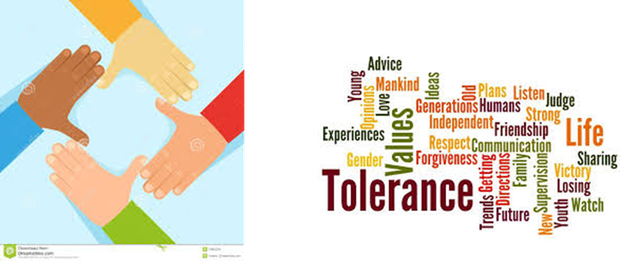 Advice
Young
Opinions
Mankind
Love
Ideas
Old
Plans
Listen
Judge
Generations
Humans
Strong
Experiences
Values
Independent
Friendship
Life
Gender
Respect
Communication
Forgiveness
Sharing
Tolerance
Getting
Directions
Family
Supervision
Victory
Losing
Trends
Future
New
Youth
Watch